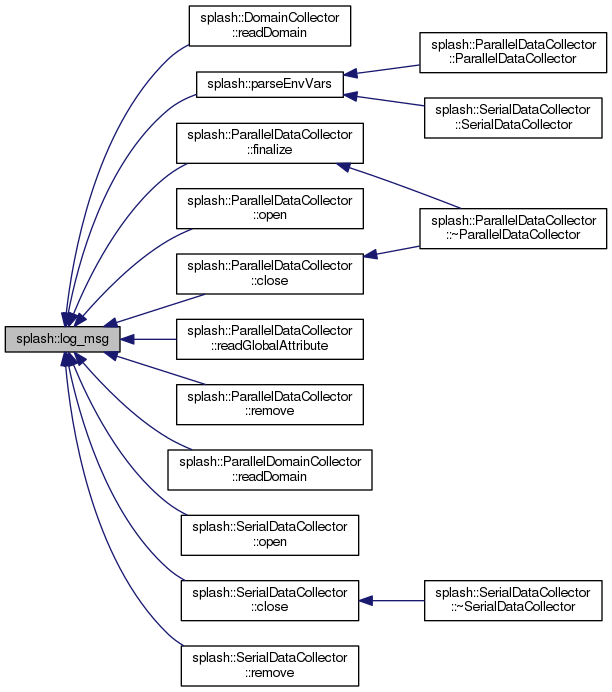 splash::DomainCollector
::readDomain
splash::parseEnvVars
splash::ParallelDataCollector
::ParallelDataCollector
splash::SerialDataCollector
::SerialDataCollector
splash::ParallelDataCollector
::finalize
splash::ParallelDataCollector
::open
splash::ParallelDataCollector
::~ParallelDataCollector
splash::ParallelDataCollector
::close
splash::log_msg
splash::ParallelDataCollector
::readGlobalAttribute
splash::ParallelDataCollector
::remove
splash::ParallelDomainCollector
::readDomain
splash::SerialDataCollector
::open
splash::SerialDataCollector
::close
splash::SerialDataCollector
::~SerialDataCollector
splash::SerialDataCollector
::remove